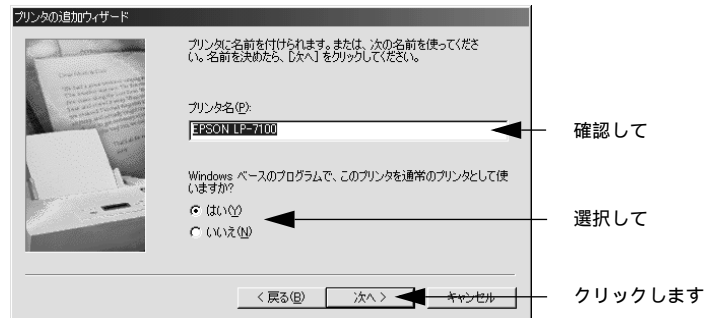 プリンタの追加ウィザード
プリンタに名前を付けられます。または、次の名前を使ってくださ
い。名前を決めたら、[次へ] をクリックしてください。
プリンタ名(P):
EPSON LP-7100
確認して
Windows ベースのプログラムで、このプリンタを通常のプリンタとして使
いますか?
はい(Y)
選択して
いいえ(N)
< 戻る(B)
次へ >
キャンセル
クリックします